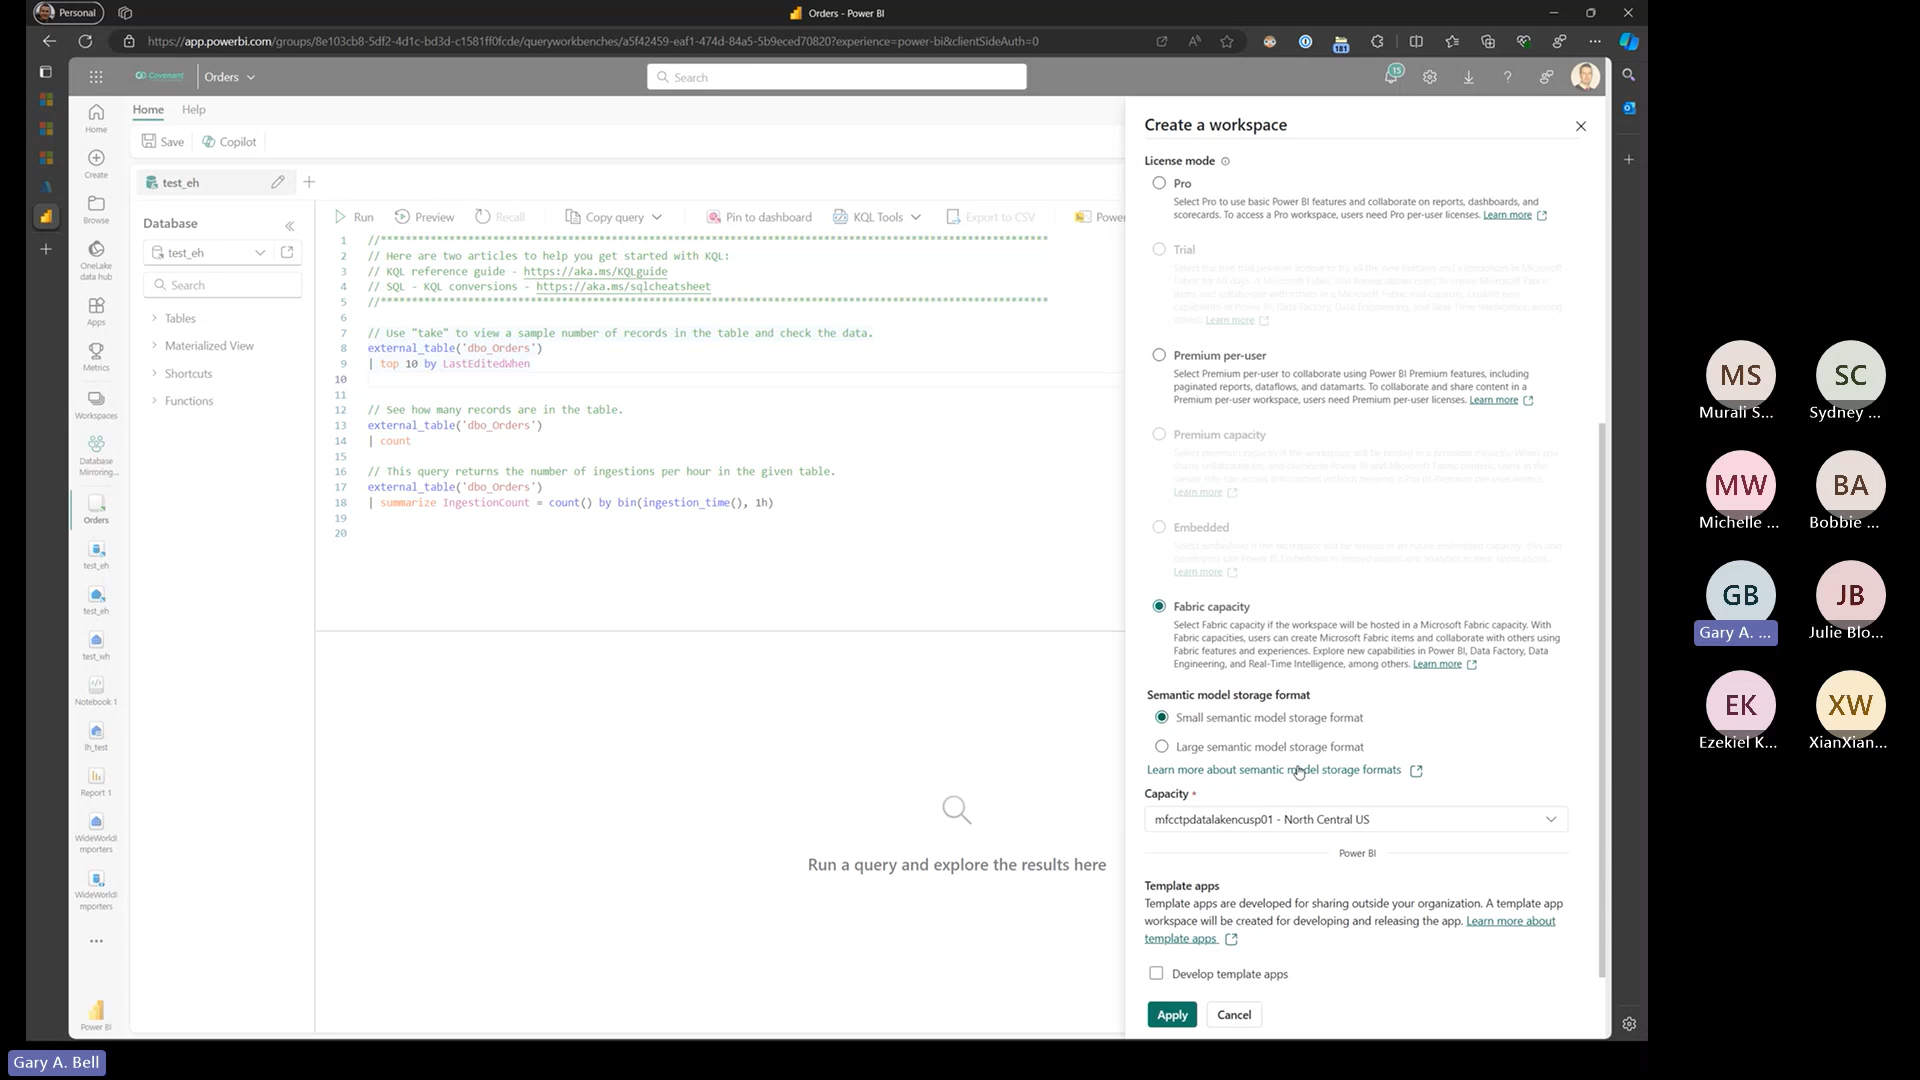 Personal
Orders - Power BI
https://app.powerbi.com/groups/8e103cb8-5df2-4d1c-bd3d-c1581ff0fcde/queryworkbenches/a5f42459-eaf1-474d-84a5-5b9eced70820?experience=power-bi&clientSideAuth=0
181
Covenant
Orders
Search
15
Home
Help
Save
Copilot
Home
Create
Browse
OneLake
data hub
Apps
Metrics
Workspaces
Database
Mirroring...
Orders
test_eh
test_eh
test_wh
Notebook 1
lh_test
Report 1
WideWorldI
mporters
WideWorldI
mporters
Power BI
test_eh
Database
test_eh
Search
Tables
Materialized View
Shortcuts
Functions
Run
Preview
Recall
Copy query
Pin to dashboard
KQL Tools
Export to CSV
Power
1
2 // Here are two articles to help you get started with KQL:
3 // KQL reference guide - https://aka.ms/KQLguide
4 // SQL - KQL conversions - https://aka.ms/sqlcheatsheet
5
6
7 // Use "take" to view a sample number of records in the table and check the data.
8 external_table('dbo_Orders')
9 | top 10 by LastEditedWhen
10
11
12 // See how many records are in the table.
13 external_table('dbo_Orders')
14 | count
15
16 // This query returns the number of ingestions per hour in the given table.
17 external_table('dbo_Orders')
18 | summarize IngestionCount = count() by bin(ingestion_time(), 1h)
19
20
Run a query and explore the results here
Create a workspace
License mode
Pro
Select Pro to use basic Power BI features and collaborate on reports, dashboards, and
scorecards. To access a Pro workspace, users need Pro per-user licenses. Learn more
Trial
Learn more
Premium per-user
Select Premium per-user to collaborate using Power BI Premium features, including
paginated reports, dataflows, and datamarts. To collaborate and share content in a
Premium per-user workspace, users need Premium per-user licenses. Learn more
Premium capacity
Learn more
Embedded
Learn more
Fabric capacity
Select Fabric capacity if the workspace will be hosted in a Microsoft Fabric capacity. With
Fabric capacities, users can create Microsoft Fabric items and collaborate with others using
Fabric features and experiences. Explore new capabilities in Power BI, Data Factory, Data
Engineering, and Real-Time Intelligence, among others. Learn more
Semantic model storage format
Small semantic model storage format
Large semantic model storage format
Learn more about semantic model storage formats
Capacity *
mfcctpdatalakencusp01 - North Central US
Power BI
Template apps
Template apps are developed for sharing outside your organization. A template app
workspace will be created for developing and releasing the app. Learn more about
template apps
Develop template apps
Apply
Cancel
MS
Murali S...
SC
Sydney ...
MW
Michelle ...
BA
Bobbie ...
GB
Gary A. ...
JB
Julie Blo...
EK
Ezekiel K...
XW
XianXian...
Gary A. Bell